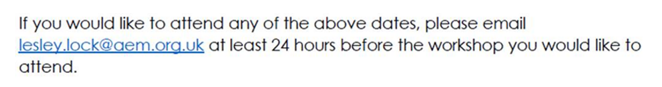 If you would like to attend any of the above dates, please email
lesley.lock@aem.org.uk at least 24 hours before the workshop you would like to
attend.